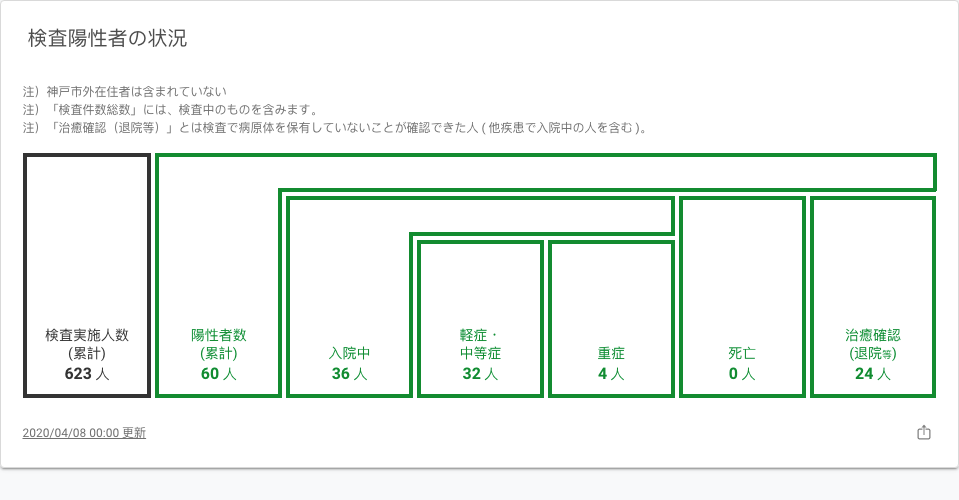 検査陽性者の状況
注）神戸市外在住者は含まれていない
注）「検査件数総数」には、検査中のものを含みます。
注）「治癒確認（退院等）」とは検査で病原体を保有していないことが確認できた人 ( 他疾患で入院中の人を含む )。
検査実施人数
(累計)
623 人
陽性者数
(累計)
60 人
入院中
36 人
軽症・
中等症
32 人
重症
4 人
死亡
0 人
治癒確認
(退院等)
24 人
2020/04/08 00:00 更新